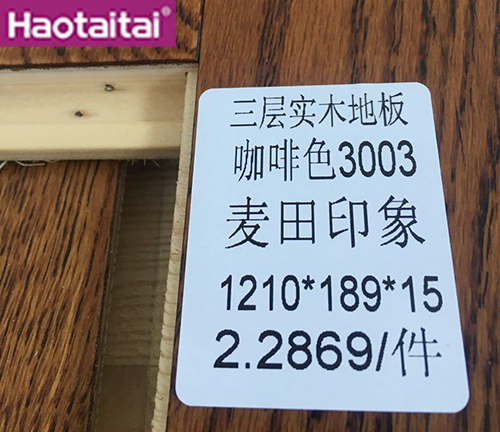 Haotaitai
三层实木地板
咖啡色3003
麦田印象
1210*189*15
2.2869/件